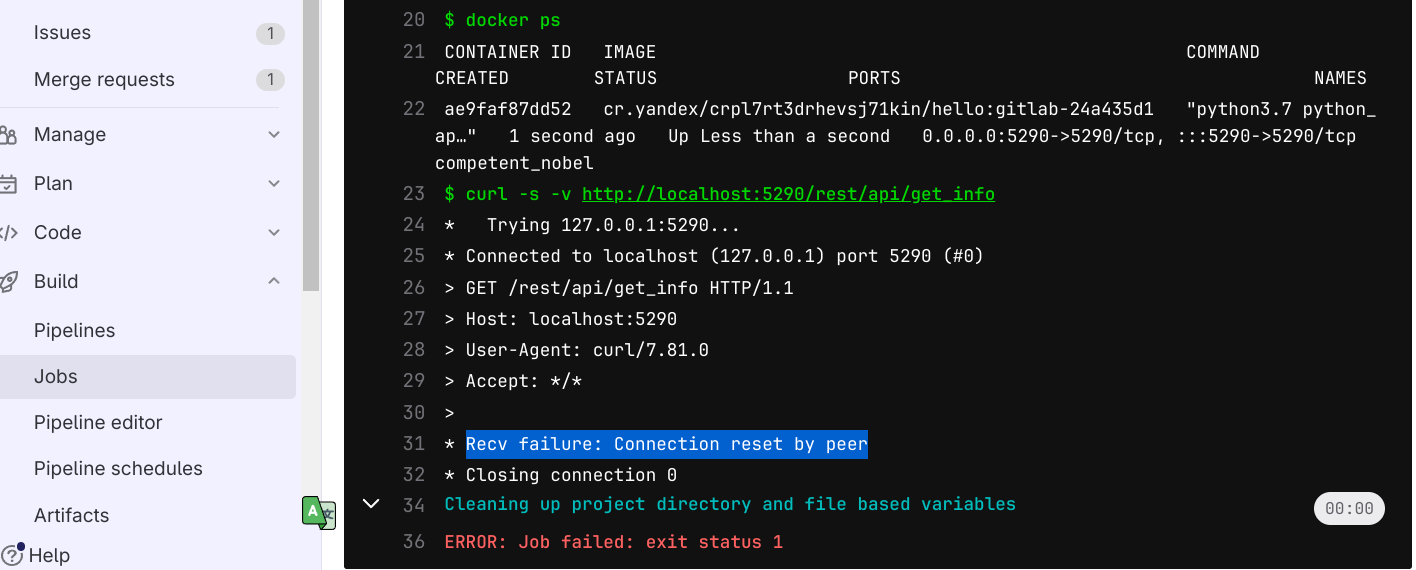 Issues 1
Merge requests 1
Manage
Plan
Code
Build
Pipelines
Jobs
Pipeline editor
Pipeline schedules
Artifacts
Help
20 $ docker ps
21 CONTAINER ID IMAGE COMMAND
CREATED STATUS PORTS NAMES
22 ae9faf87dd52 cr.yandex/crpl7rt3drhevsj71kin/hello:gitlab-24a435d1 "python3.7 python_
ap…" 1 second ago Up Less than a second 0.0.0.0:5290->5290/tcp, :::5290->5290/tcp
competent_nobel
23 $ curl -s -v http://localhost:5290/rest/api/get_info
24 * Trying 127.0.0.1:5290...
25 * Connected to localhost (127.0.0.1) port 5290 (#0)
26 > GET /rest/api/get_info HTTP/1.1
27 > Host: localhost:5290
28 > User-Agent: curl/7.81.0
29 > Accept: */*
30 >
31 * Recv failure: Connection reset by peer
32 * Closing connection 0
34 Cleaning up project directory and file based variables 00:00
36 ERROR: Job failed: exit status 1
A 文